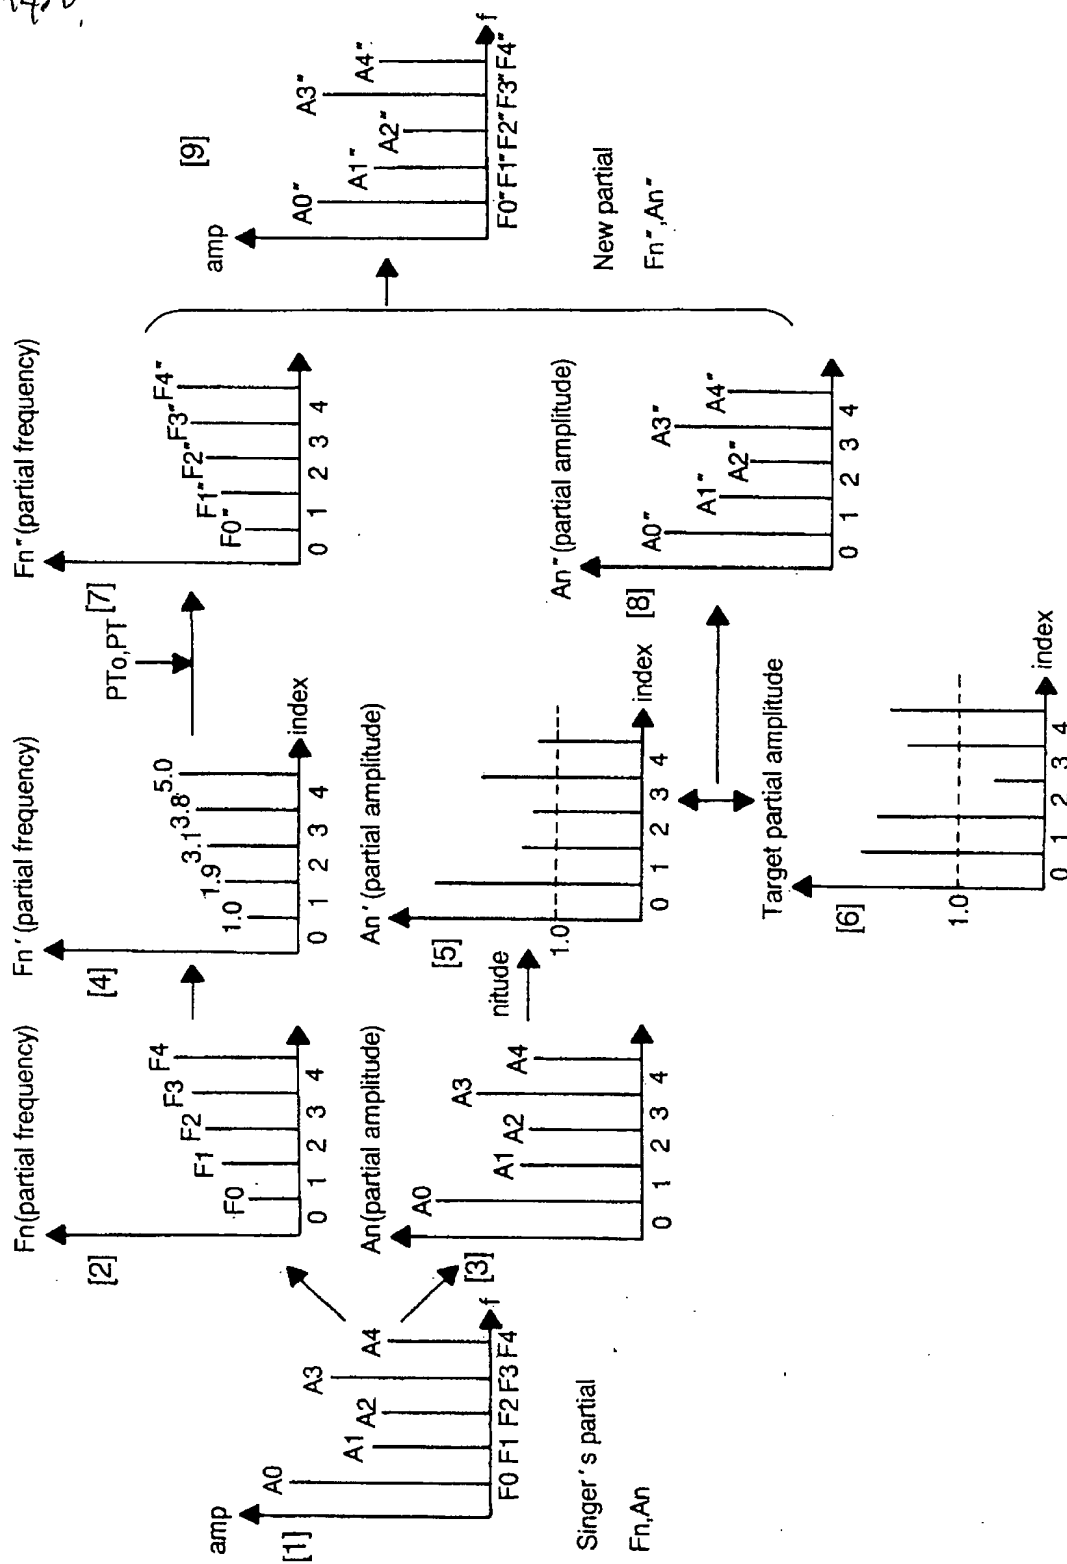 [1]
amp
A0
A1
A2
A3
A4
F0 F1 F2 F3 F4
f
Singer's partial
Fn,An
[2]
Fn(partial frequency)
F0
F1
F2
F3
F4
0 1 2 3 4
[3]
An(partial amplitude)
A0
A1
A2
A3
A4
0 1 2 3 4
nitude
[4]
Fn' (partial frequency)
1.0
1.9
3.1
3.8
5.0
0 1 2 3 4
index
[5]
An' (partial amplitude)
1.0
0 1 2 3 4
index
[6]
Target partial amplitude
1.0
0 1 2 3 4
index
PTo,PT
[7]
Fn" (partial frequency)
F0"
F1"
F2"
F3"
F4"
0 1 2 3 4
[8]
An" (partial amplitude)
A0"
A1"
A2"
A3"
A4"
0 1 2 3 4
[9]
amp
A0"
A1"
A2"
A3"
A4"
F0" F1" F2" F3" F4"
f
New partial
Fn",An"